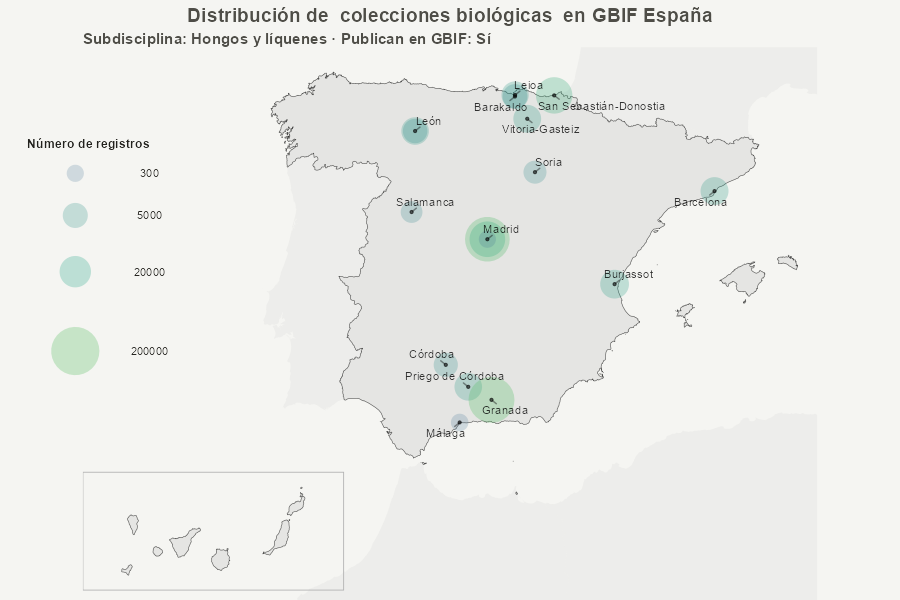 Distribución de colecciones biológicas en GBIF España
Subdisciplina: Hongos y líquenes · Publican en GBIF: Sí
Número de registros
300
5000
20000
200000
Leioa
Barakaldo
San Sebastián-Donostia
León
Vitoria-Gasteiz
Soria
Salamanca
Barcelona
Madrid
Burjassot
Córdoba
Priego de Córdoba
Granada
Málaga